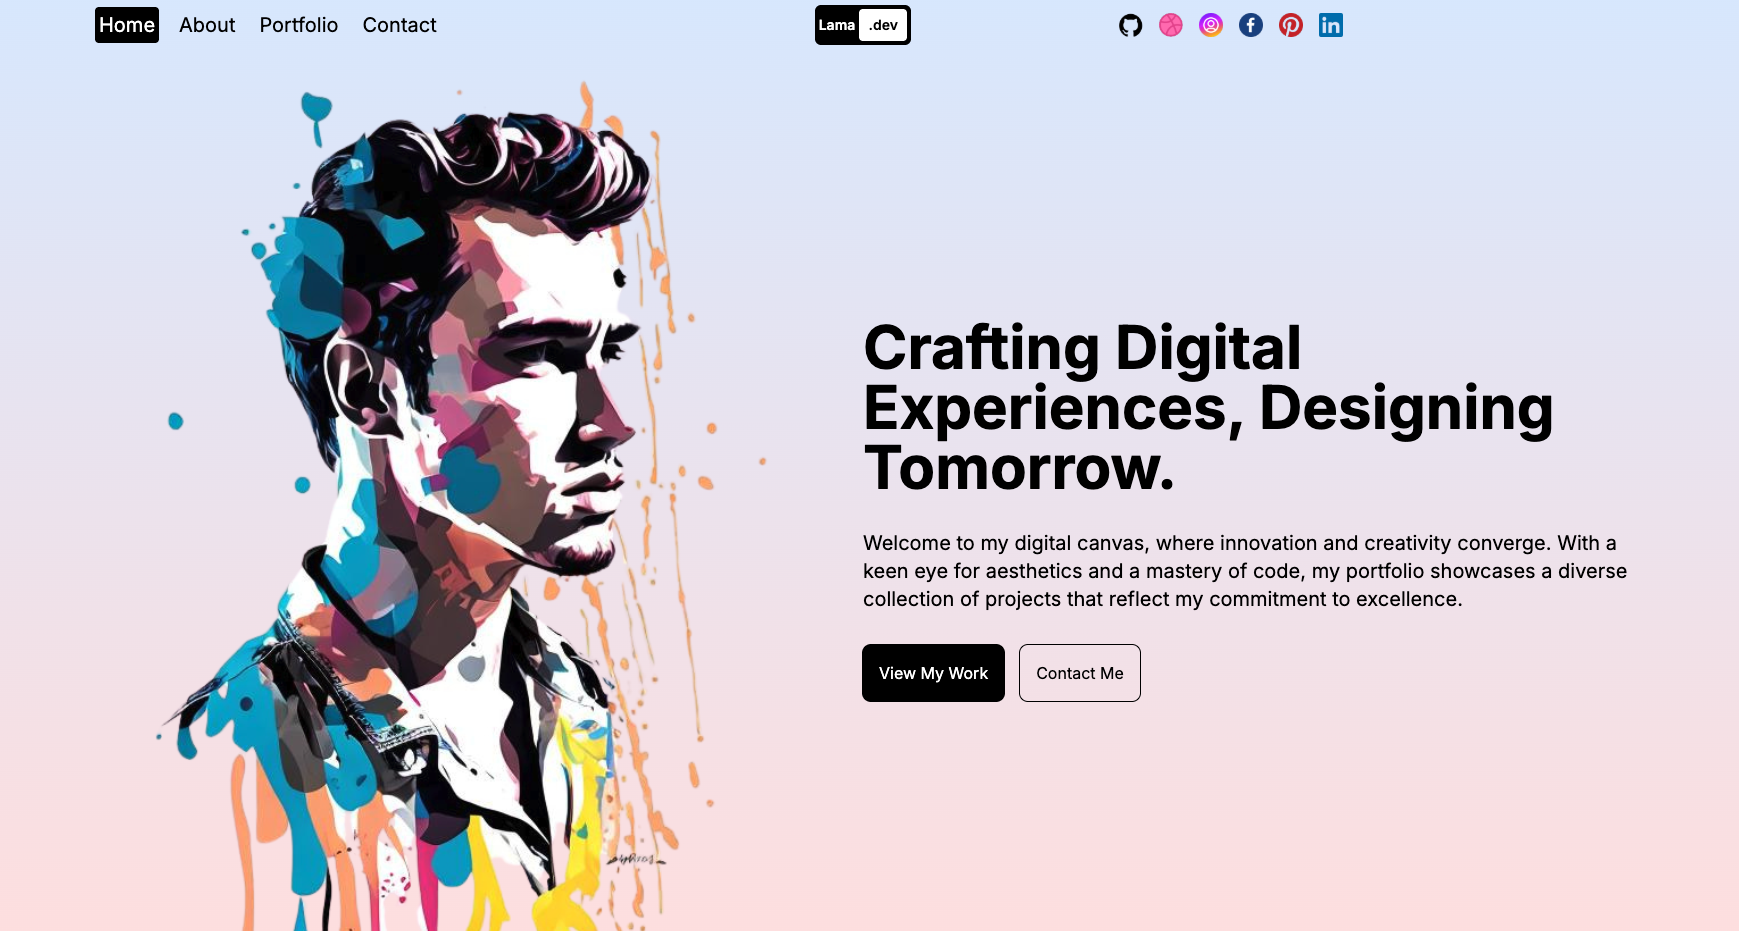 Home About Portfolio Contact
Lama .dev
Crafting Digital
Experiences, Designing
Tomorrow.
Welcome to my digital canvas, where innovation and creativity converge. With a
keen eye for aesthetics and a mastery of code, my portfolio showcases a diverse
collection of projects that reflect my commitment to excellence.
View My Work
Contact Me